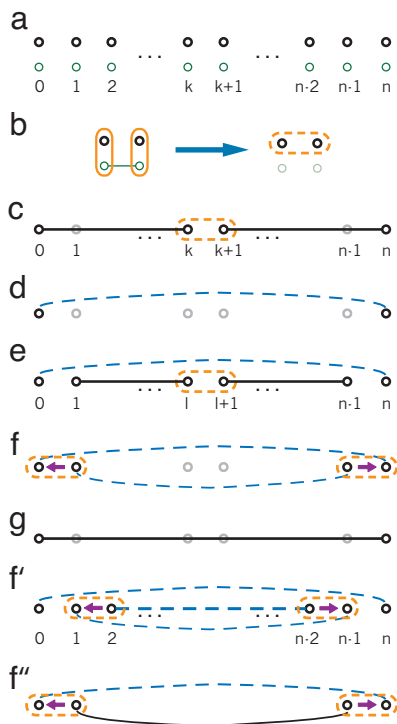 a
... ...
0 1 2 k k+1 n-2 n-1 n
b
c
... ...
0 1 k k+1 n-1 n
d
e
... ...
0 1 l l+1 n-1 n
f
g
f'
... ...
0 1 2 n-2 n-1 n
f"